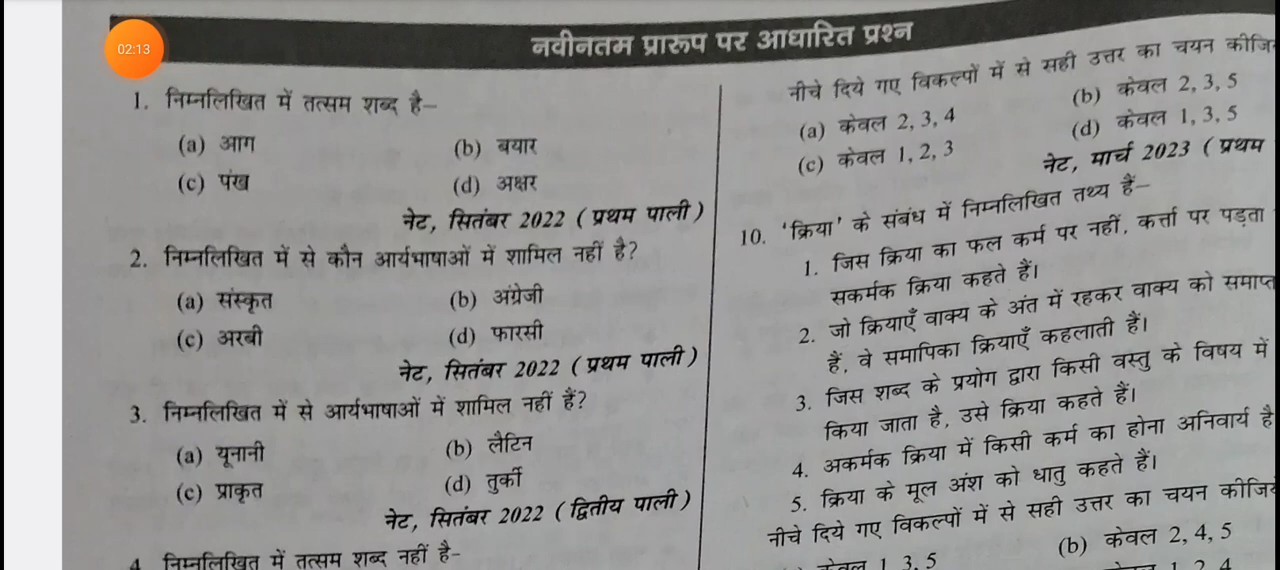 02:13
नवीनतम प्रारूप पर आधारित प्रश्न
1. निम्नलिखित में तत्सम शब्द है–
(a) आग
(b) बयार
(c) पंख
(d) अक्षर
नेट, सितंबर 2022 (प्रथम पाली)
2. निम्नलिखित में से कौन आर्यभाषाओं में शामिल नहीं है?
(a) संस्कृत
(b) अंग्रेजी
(c) अरबी
(d) फारसी
नेट, सितंबर 2022 (प्रथम पाली)
3. निम्नलिखित में से आर्यभाषाओं में शामिल नहीं हैं?
(a) यूनानी
(b) लैटिन
(c) प्राकृत
(d) तुर्की
नेट, सितंबर 2022 (द्वितीय पाली)
4. निम्नलिखित में तत्सम शब्द नहीं है–
नीचे दिये गए विकल्पों में से सही उत्तर का चयन
(a) केवल 2, 3, 4
(b) केवल 2, 3, 5
(c) केवल 1, 2, 3
(d) केवल 1, 3, 5
नेट, मार्च 2023 (प्रथम
10. 'क्रिया' के संबंध में निम्नलिखित तथ्य हैं–
1. जिस क्रिया का फल कर्म पर नहीं, कर्त्ता पर पड़ता
सकर्मक क्रिया कहते हैं।
2. जो क्रियाएँ वाक्य के अंत में रहकर वाक्य को समाप्त
हैं, वे समापिका क्रियाएँ कहलाती हैं।
3. जिस शब्द के प्रयोग द्वारा किसी वस्तु के विषय में
किया जाता है, उसे क्रिया कहते हैं।
4. अकर्मक क्रिया में किसी कर्म का होना अनिवार्य है
5. क्रिया के मूल अंश को धातु कहते हैं।
नीचे दिये गए विकल्पों में से सही उत्तर का चयन
केवल 1, 3, 5
(b) केवल 2, 4, 5